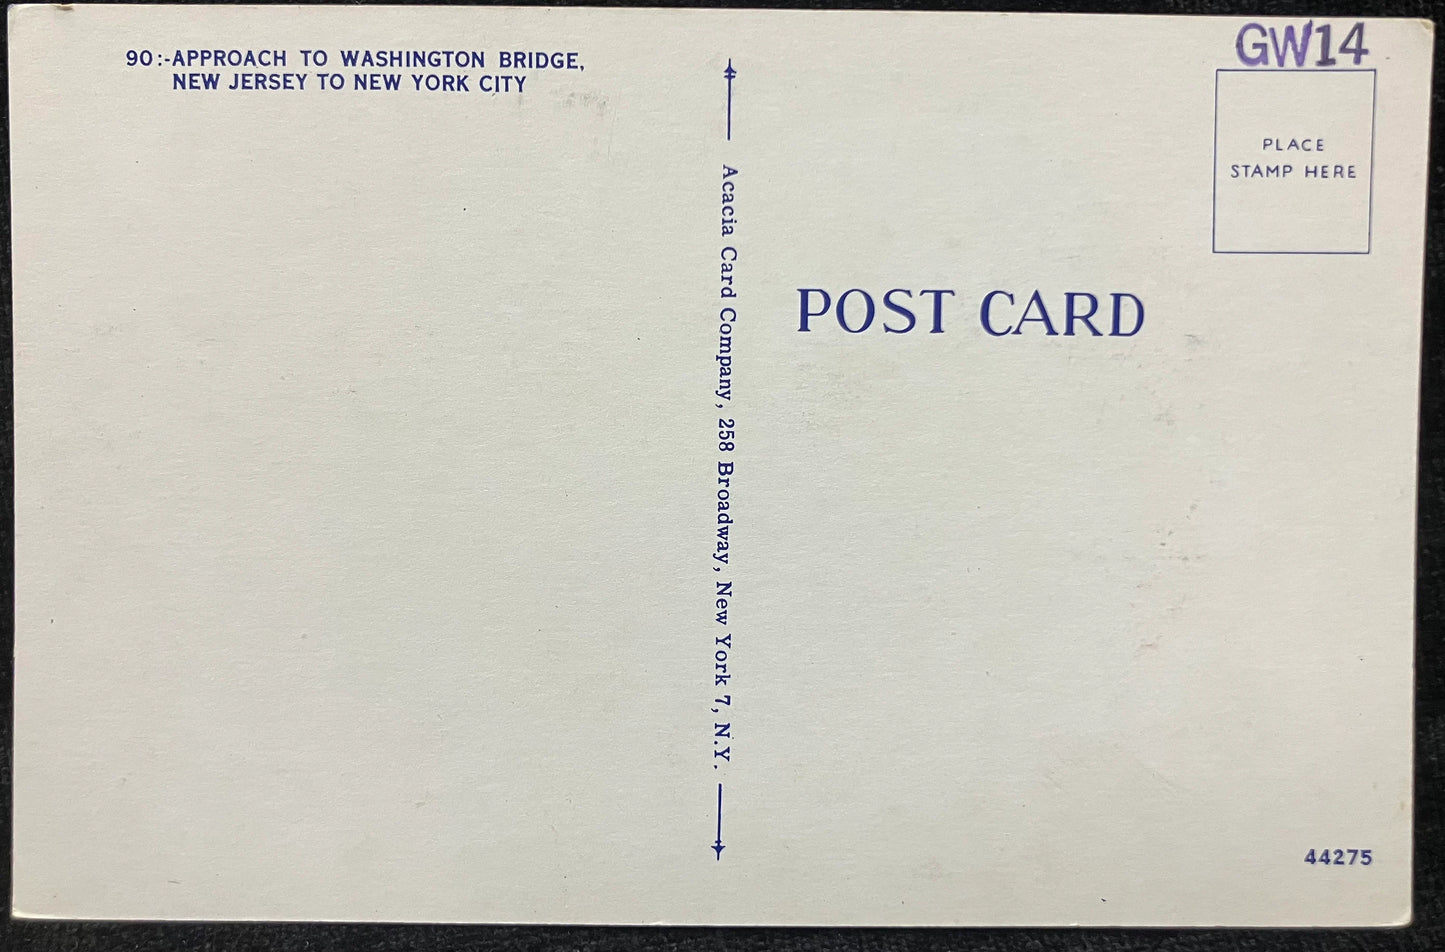 90:-APPROACH TO WASHINGTON BRIDGE,
NEW JERSEY TO NEW YORK CITY
Acacia Card Company, 258 Broadway, New York 7, N.Y.
GW14
PLACE
STAMP HERE
POST CARD
44275